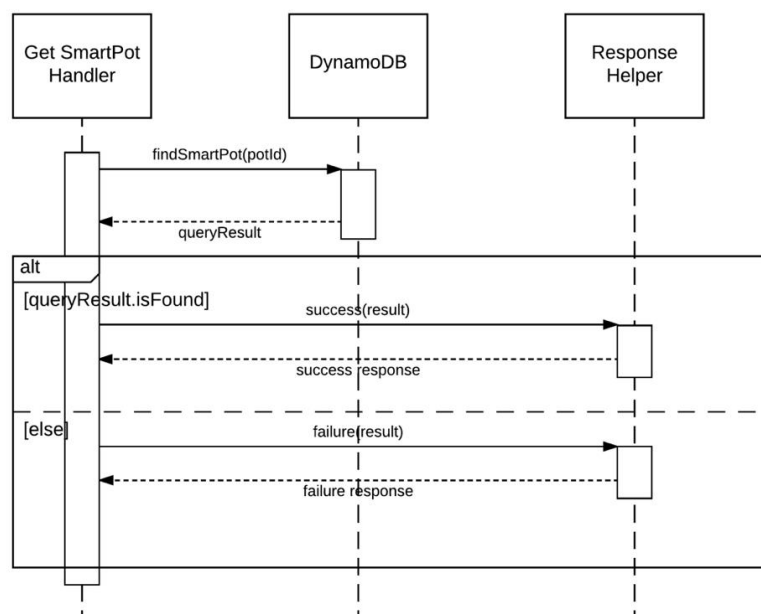 Get SmartPot
Handler
DynamoDB
Response
Helper
findSmartPot(potId)
queryResult
alt
[queryResult.isFound]
success(result)
success response
[else]
failure(result)
failure response